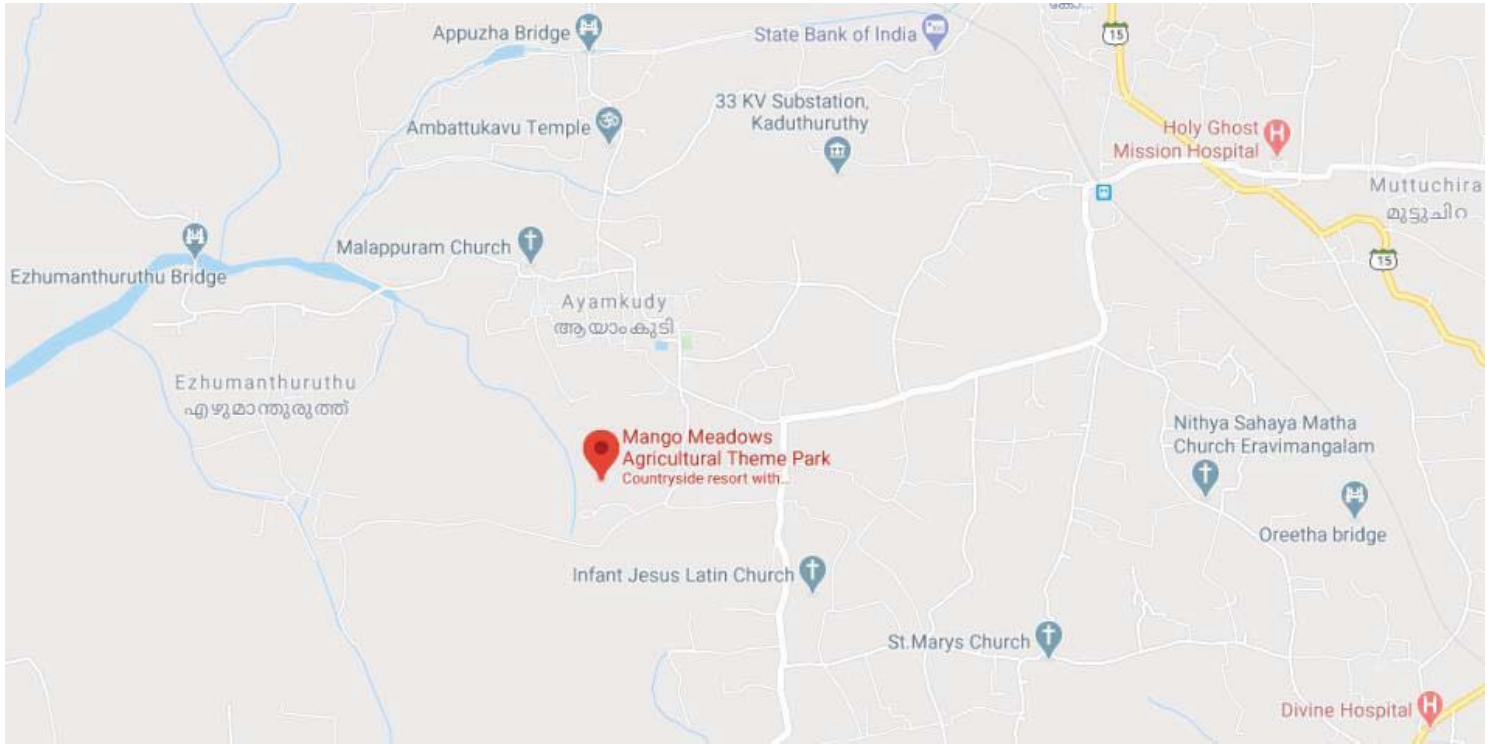 Appuzha Bridge
State Bank of India
15
33 KV Substation,
Kaduthuruthy
Ambattukavu Temple
Holy Ghost
Mission Hospital
Muttuchira
മുട്ടുചിറ
Malappuram Church
Ezhumanthuruthu Bridge
15
Ayamkudy
ആയാംകുടി
Ezhumanthuruthu
എഴുമാന്തുരുത്ത്
Mango Meadows
Agricultural Theme Park
Countryside resort with...
Nithya Sahaya Matha
Church Eravimangalam
Oreetha bridge
Infant Jesus Latin Church
St.Marys Church
Divine Hospital